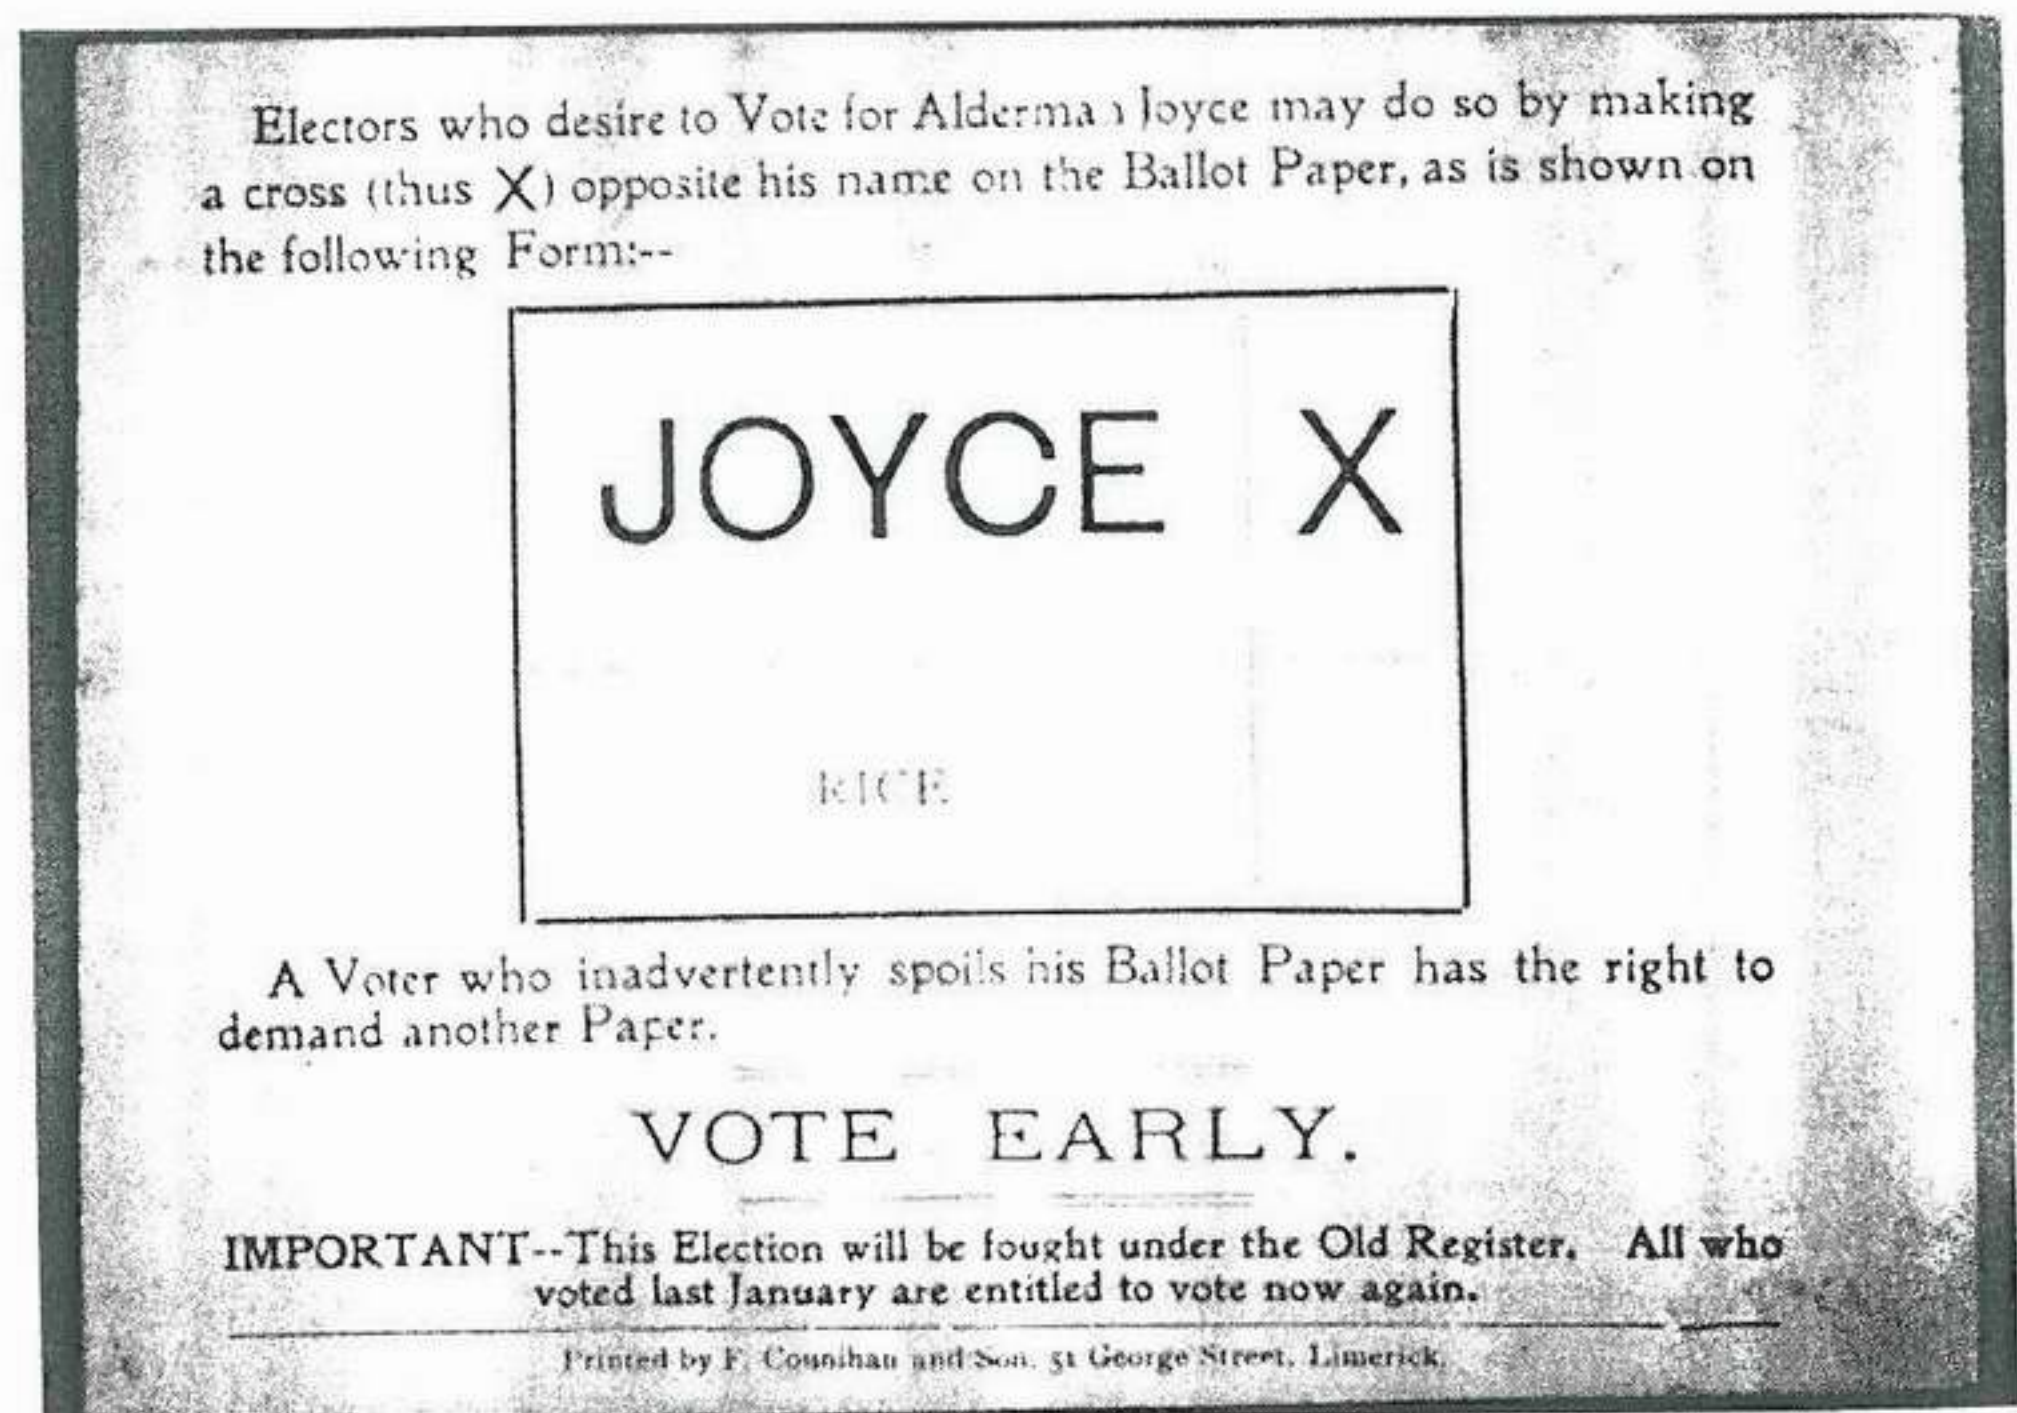 Electors who desire to Vote for Alderman Joyce may do so by making
a cross (thus X) opposite his name on the Ballot Paper, as is shown on
the following Form:--
JOYCE X
RICE
A Voter who inadvertently spoils his Ballot Paper has the right to
demand another Paper.
VOTE EARLY.
IMPORTANT--This Election will be fought under the Old Register. All who
voted last January are entitled to vote now again.
Printed by F. Counihan and Son, 51 George Street, Limerick.